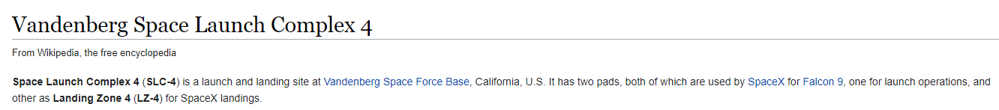 Vandenberg Space Launch Complex 4
From Wikipedia, the free encyclopedia
Space Launch Complex 4 (SLC-4) is a launch and landing site at Vandenberg Space Force Base, California, U.S. It has two pads, both of which are used by SpaceX for Falcon 9, one for launch operations, and
other as Landing Zone 4 (LZ-4) for SpaceX landings.